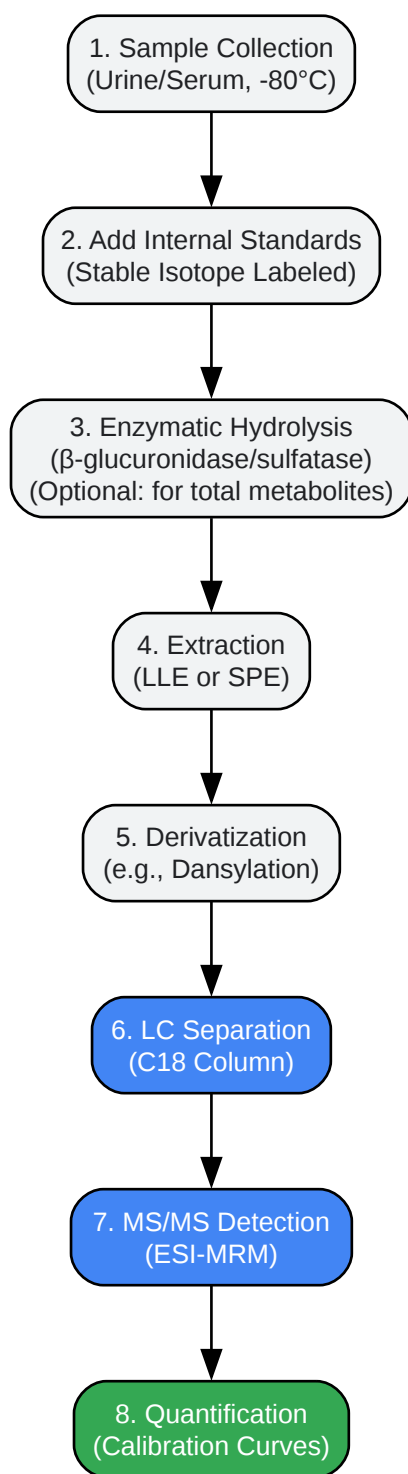 1. Sample Collection
(Urine/Serum, -80°C)
2. Add Internal Standards
(Stable Isotope Labeled)
3. Enzymatic Hydrolysis
(β-glucuronidase/sulfatase)
(Optional: for total metabolites)
4. Extraction
(LLE or SPE)
5. Derivatization
(e.g., Dansylation)
6. LC Separation
(C18 Column)
7. MS/MS Detection
(ESI-MRM)
8. Quantification
(Calibration Curves)